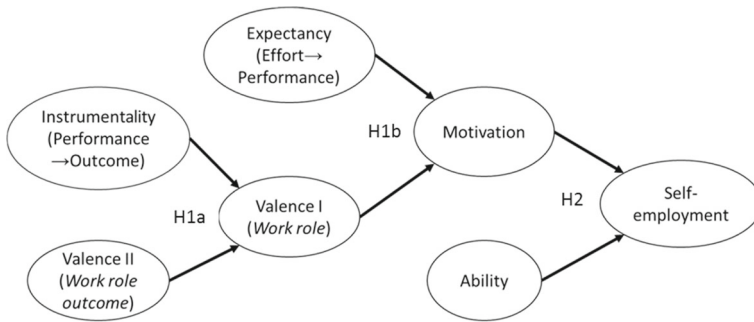 Expectancy
(Effort→
Performance)
Instrumentality
(Performance
→Outcome)
H1b
Motivation
H1a
Valence I
(Work role)
H2
Self-
employment
Valence II
(Work role
outcome)
Ability